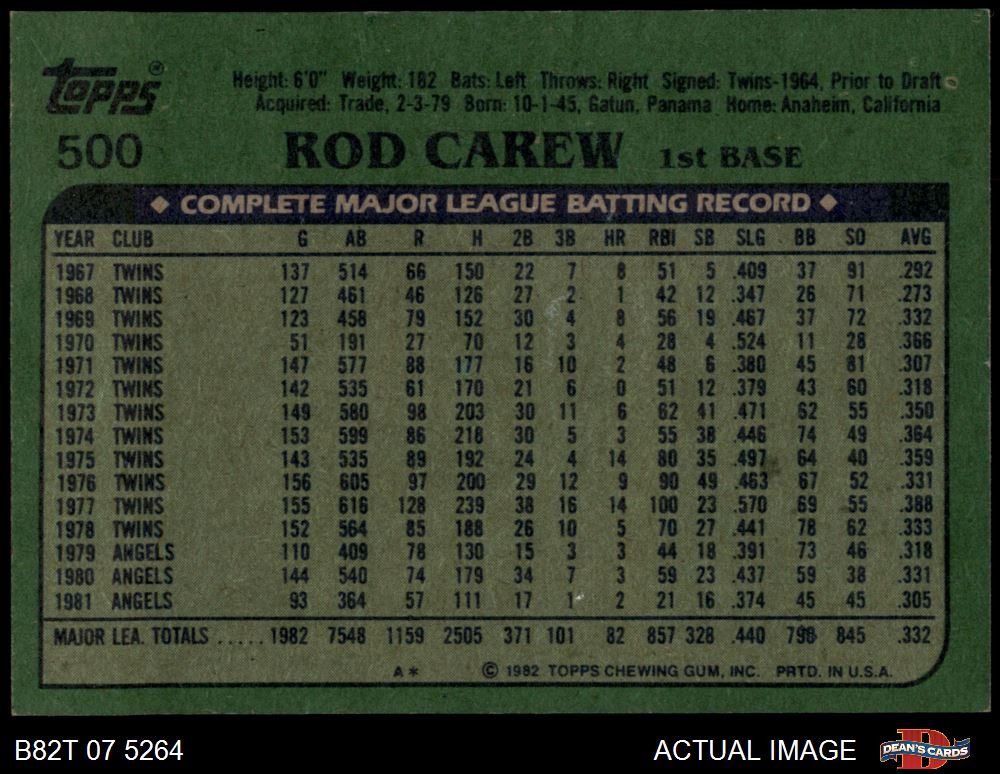 Topps®
Height: 6'0" Weight: 182 Bats: Left Throws: Right Signed: Twins-1964, Prior to Draft
Acquired: Trade, 2-3-79 Born: 10-1-45, Gatun, Panama Home: Anaheim, California
500 ROD CAREW 1st BASE
◆ COMPLETE MAJOR LEAGUE BATTING RECORD ◆
YEAR CLUB G AB R H 2B 3B HR RBI SB SLG BB SO AVG
1967 TWINS 137 514 66 150 22 7 8 51 5 .409 37 91 .292
1968 TWINS 127 461 46 126 27 2 1 42 12 .347 26 71 .273
1969 TWINS 123 458 79 152 30 4 8 56 19 .467 37 72 .332
1970 TWINS 51 191 27 70 12 3 4 28 4 .524 11 28 .366
1971 TWINS 147 577 88 177 16 10 2 48 6 .380 45 81 .307
1972 TWINS 142 535 61 170 21 6 0 51 12 .379 43 60 .318
1973 TWINS 149 580 98 203 30 11 6 62 41 .471 62 55 .350
1974 TWINS 153 599 86 218 30 5 3 55 38 .446 74 49 .364
1975 TWINS 143 535 89 192 24 4 14 80 35 .497 64 40 .359
1976 TWINS 156 605 97 200 29 12 9 90 49 .463 67 52 .331
1977 TWINS 155 616 128 239 38 16 14 100 23 .570 69 55 .388
1978 TWINS 152 564 85 188 26 10 5 70 27 .441 78 62 .333
1979 ANGELS 110 409 78 130 15 3 3 44 18 .391 73 46 .318
1980 ANGELS 144 540 74 179 34 7 3 59 23 .437 59 38 .331
1981 ANGELS 93 364 57 111 17 1 2 21 16 .374 45 45 .305
MAJOR LEA. TOTALS ..... 1982 7548 1159 2505 371 101 82 857 328 .440 790 845 .332
A* © 1982 TOPPS CHEWING GUM, INC. PRTD. IN U.S.A.
B82T 07 5264 ACTUAL IMAGE DEAN'S CARDS